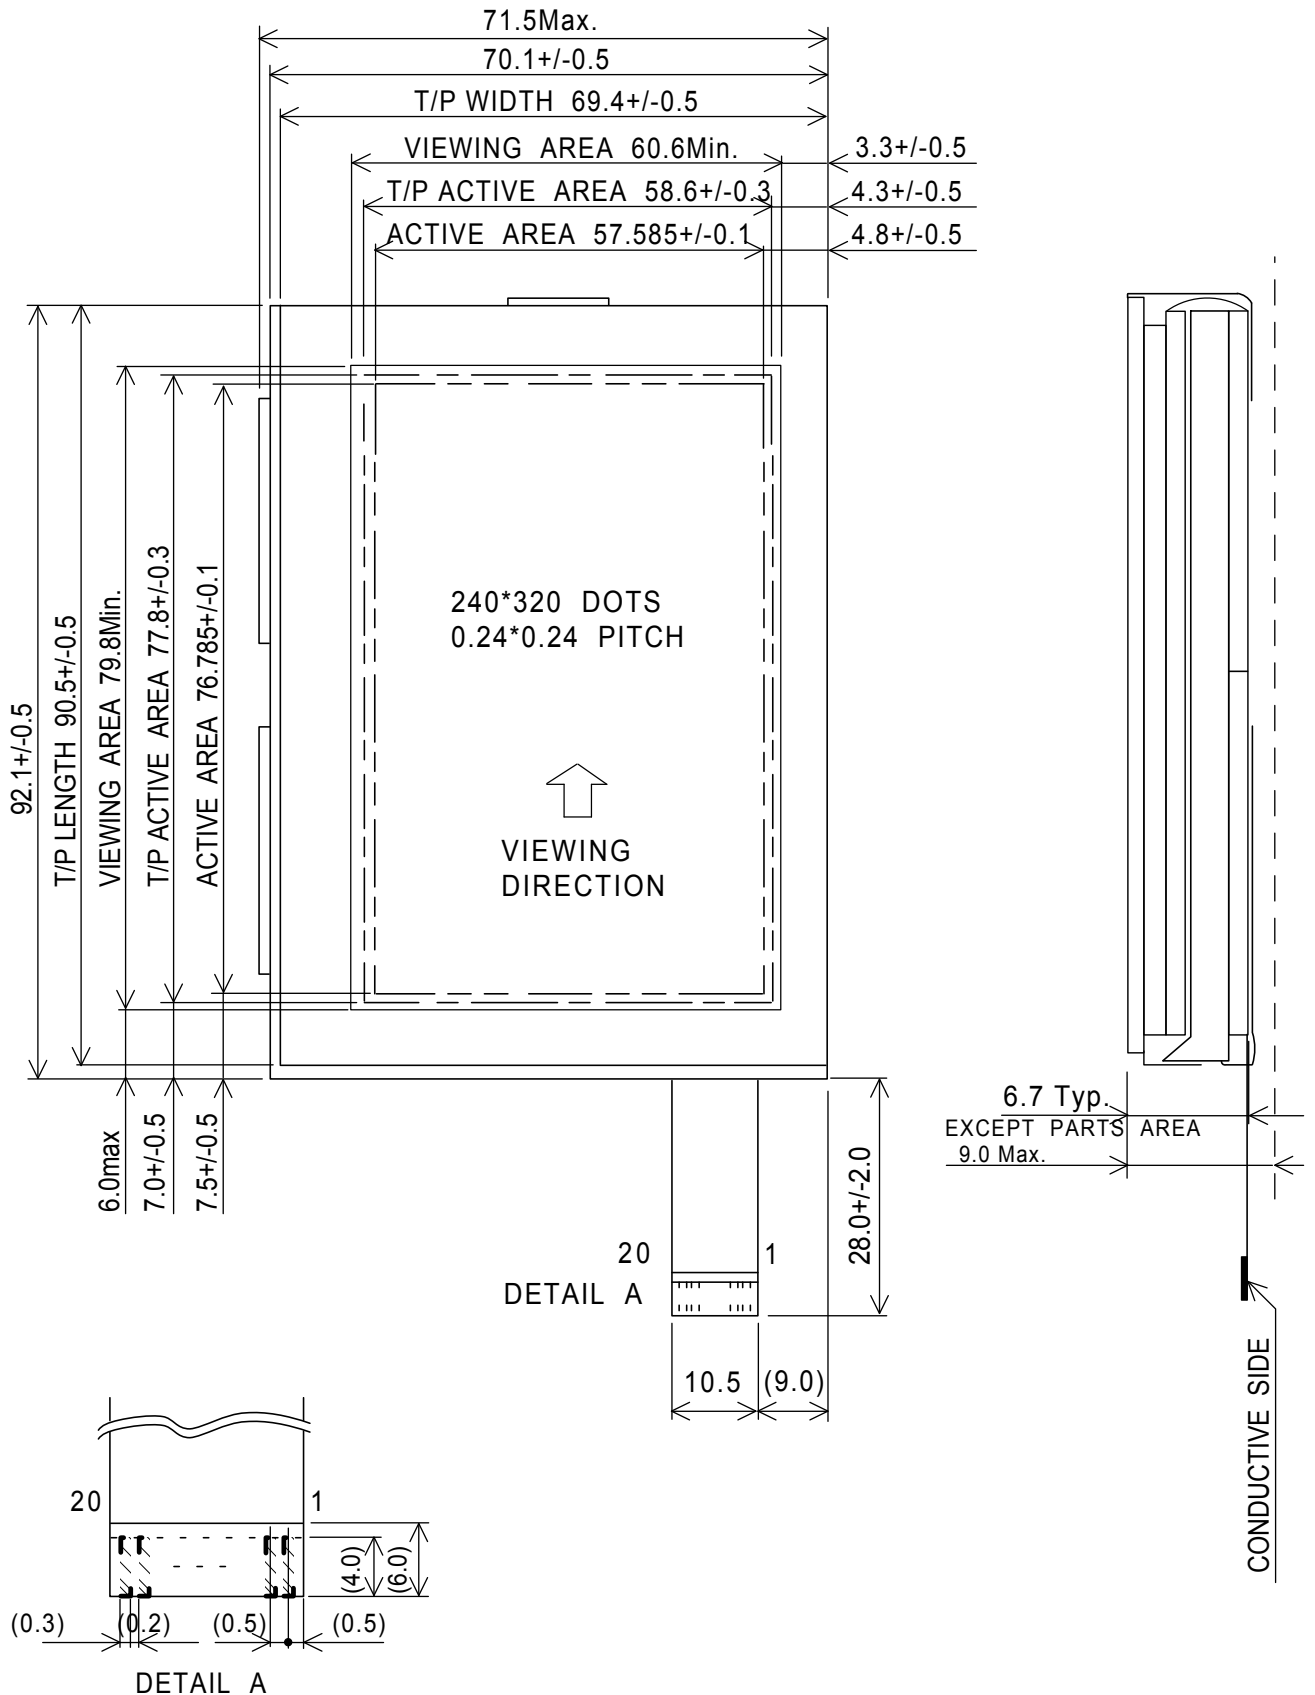 71.5Max.
70.1+/-0.5
T/P WIDTH 69.4+/-0.5
VIEWING AREA 60.6Min.
3.3+/-0.5
T/P ACTIVE AREA 58.6+/-0.3
4.3+/-0.5
ACTIVE AREA 57.585+/-0.1
4.8+/-0.5
92.1+/-0.5
T/P LENGTH 90.5+/-0.5
VIEWING AREA 79.8Min.
T/P ACTIVE AREA 77.8+/-0.3
ACTIVE AREA 76.785+/-0.1
240*320 DOTS
0.24*0.24 PITCH
VIEWING
DIRECTION
6.0max
7.0+/-0.5
7.5+/-0.5
28.0+/-2.0
6.7 Typ.
EXCEPT PARTS AREA
9.0 Max.
20
1
DETAIL A
10.5
(9.0)
CONDUCTIVE SIDE
20
1
(4.0)
(6.0)
(0.3)
(0.2)
(0.5)
(0.5)
DETAIL A